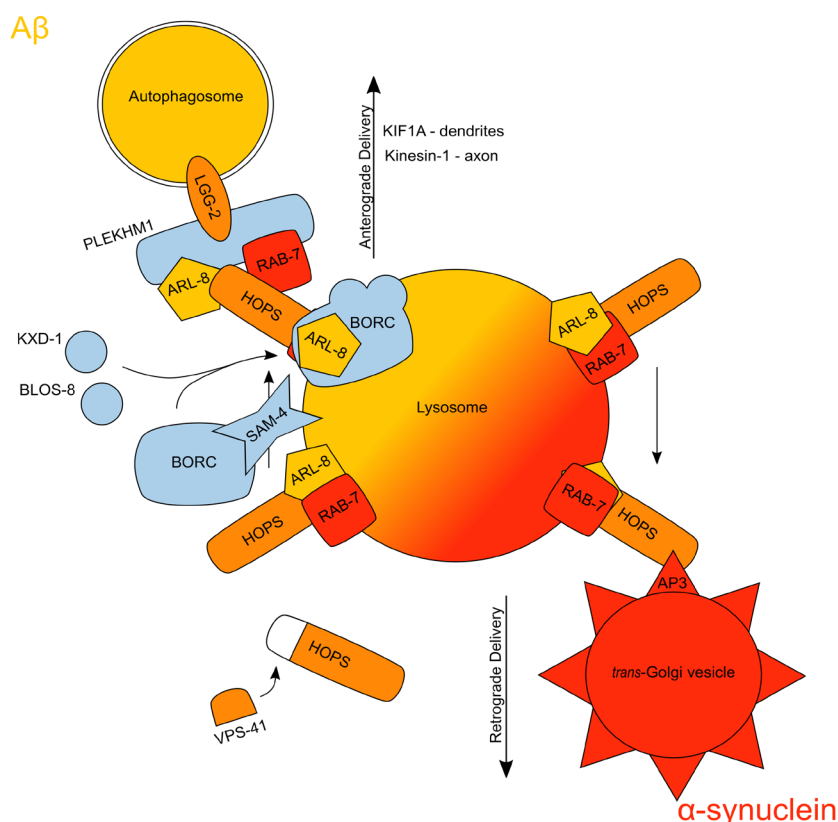 Aβ
Autophagosome
LGG-2
PLEKHM1
ARL-8
RAB-7
HOPS
Anterograde Delivery
KIF1A - dendrites
Kinesin-1 - axon
BORC
ARL-8
KXD-1
BLOS-8
BORC
SAM-4
ARL-8
RAB-7
HOPS
Lysosome
ARL-8
HOPS
RAB-7
RAB-7
HOPS
AP3
trans-Golgi vesicle
Retrograde Delivery
HOPS
VPS-41
α-synuclein